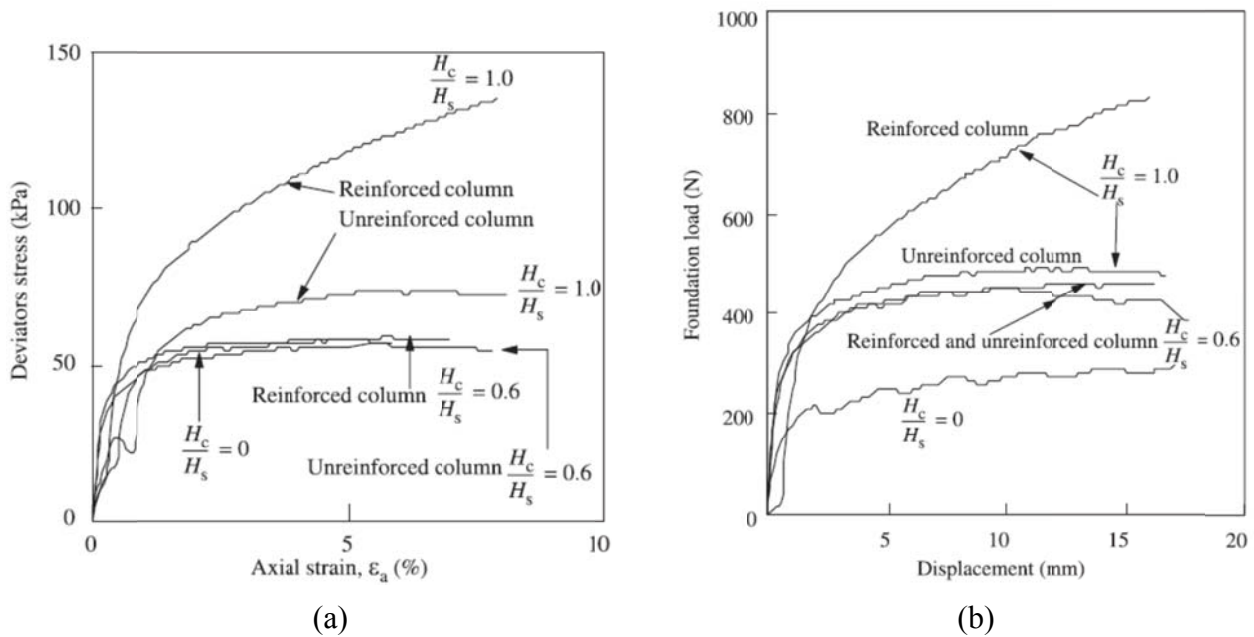 150
100
50
0
0
5
10
Deviators stress (kPa)
Axial strain, εa (%)
Hc/Hs = 1.0
Reinforced column
Unreinforced column
Hc/Hs = 1.0
Reinforced column Hc/Hs = 0.6
Hc/Hs = 0
Unreinforced column Hc/Hs = 0.6
(a)
1000
800
600
400
200
0
5
10
15
20
Foundation load (N)
Displacement (mm)
Reinforced column
Hc/Hs = 1.0
Unreinforced column
Reinforced and unreinforced column Hc/Hs = 0.6
Hc/Hs = 0
(b)